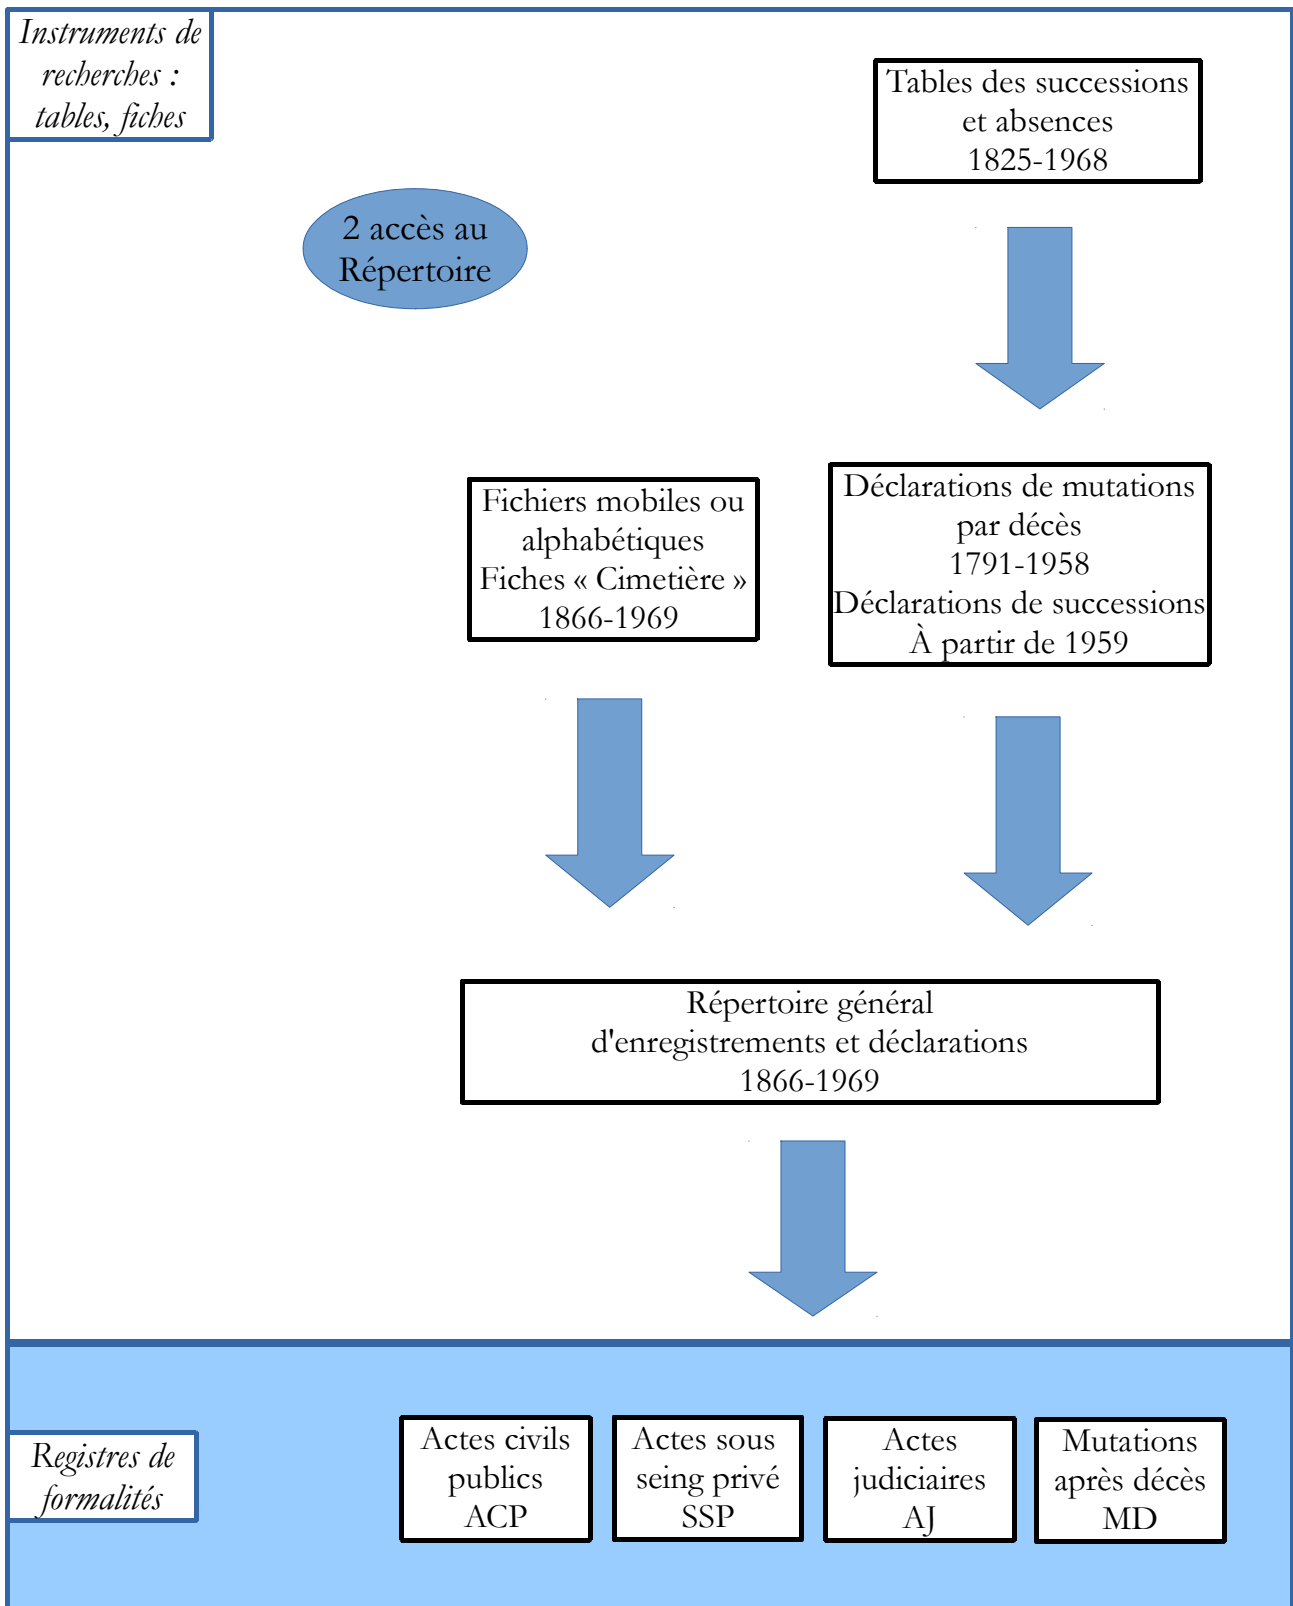 Instruments de
recherches :
tables, fiches
Tables des successions
et absences
1825-1968
2 accès au
Répertoire
Fichiers mobiles ou
alphabétiques
Fiches « Cimetière »
1866-1969
Déclarations de mutations
par décès
1791-1958
Déclarations de successions
À partir de 1959
Répertoire général
d'enregistrements et déclarations
1866-1969
Registres de
formalités
Actes civils
publics
ACP
Actes sous
seing privé
SSP
Actes
judiciaires
AJ
Mutations
après décès
MD